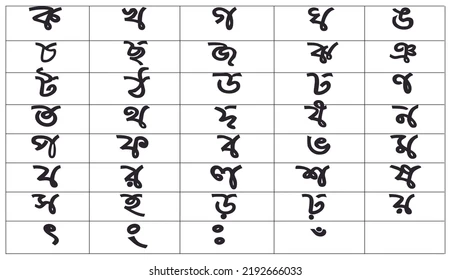 ক খ গ ঘ ঙ
চ ছ জ ঝ ঞ
ট ঠ ড ঢ ণ
ত থ দ ধ ন
প ফ ব ভ ম
য র ল শ ষ
স হ ড় ঢ় য়
ৎ ং ঃ ঁ
shutterstock.com · 2192666033